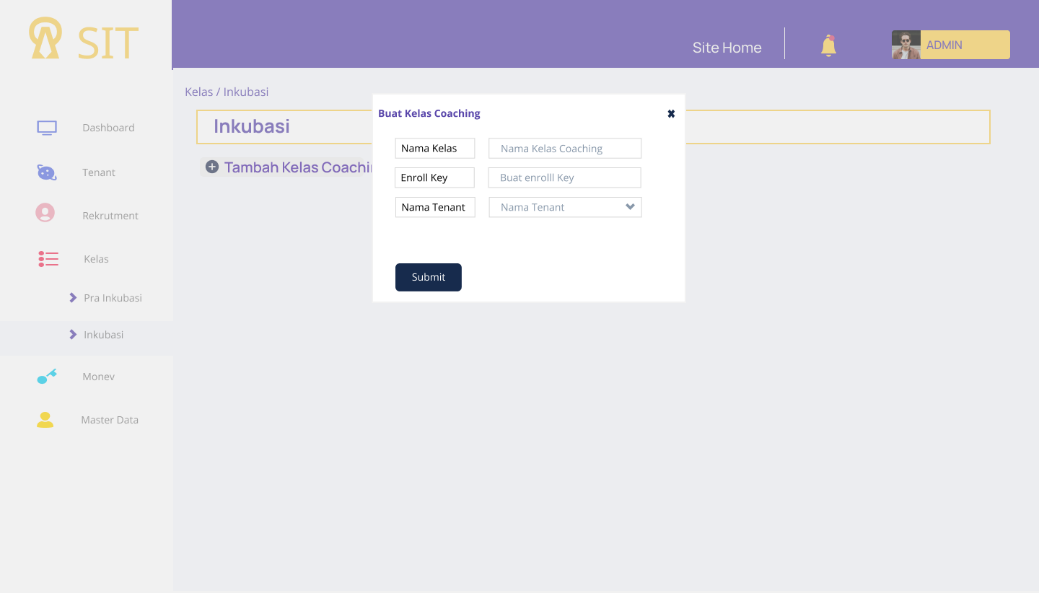 SIT
Site Home
ADMIN
Kelas / Inkubasi
Inkubasi
Tambah Kelas Coachi
Dashboard
Tenant
Rekrutment
Kelas
Pra Inkubasi
Inkubasi
Monev
Master Data
Buat Kelas Coaching
Nama Kelas Nama Kelas Coaching
Enroll Key Buat enrolll Key
Nama Tenant Nama Tenant
Submit